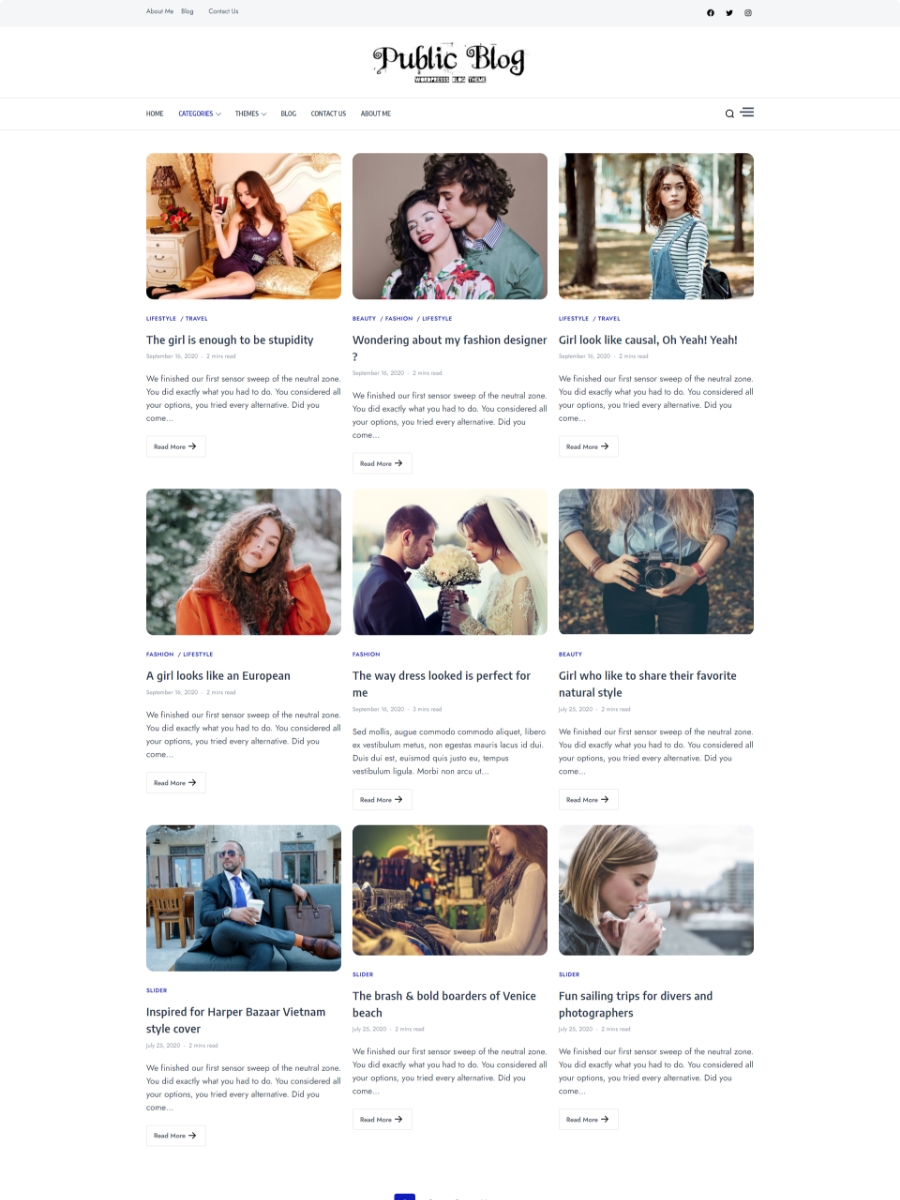 About Me Blog Contact Us
Public Blog
WORDPRESS BLOG THEME
HOME CATEGORIES THEMES BLOG CONTACT US ABOUT ME
LIFESTYLE / TRAVEL
The girl is enough to be stupidity
September 16, 2020 - 2 mins read
We finished our first sensor sweep of the neutral zone.
You did exactly what you had to do. You considered all
your options, you tried every alternative. Did you
come...
Read More
BEAUTY / FASHION / LIFESTYLE
Wondering about my fashion designer
?
September 16, 2020 - 2 mins read
We finished our first sensor sweep of the neutral zone.
You did exactly what you had to do. You considered all
your options, you tried every alternative. Did you
come...
Read More
LIFESTYLE / TRAVEL
Girl look like causal, Oh Yeah! Yeah!
September 16, 2020 - 2 mins read
We finished our first sensor sweep of the neutral zone.
You did exactly what you had to do. You considered all
your options, you tried every alternative. Did you
come...
Read More
FASHION / LIFESTYLE
A girl looks like an European
September 16, 2020 - 2 mins read
We finished our first sensor sweep of the neutral zone.
You did exactly what you had to do. You considered all
your options, you tried every alternative. Did you
come...
Read More
FASHION
The way dress looked is perfect for
me
September 16, 2020 - 3 mins read
Sed mollis, augue commodo commodo aliquet, libero
ex vestibulum metus, non egestas mauris lacus id dui.
Duis dui est, euismod quis justo eu, tempus
vestibulum ligula. Morbi non arcu ut...
Read More
BEAUTY
Girl who like to share their favorite
natural style
July 25, 2020 - 2 mins read
We finished our first sensor sweep of the neutral zone.
You did exactly what you had to do. You considered all
your options, you tried every alternative. Did you
come...
Read More
SLIDER
Inspired for Harper Bazaar Vietnam
style cover
July 25, 2020 - 2 mins read
We finished our first sensor sweep of the neutral zone.
You did exactly what you had to do. You considered all
your options, you tried every alternative. Did you
come...
Read More
SLIDER
The brash & bold boarders of Venice
beach
July 25, 2020 - 2 mins read
We finished our first sensor sweep of the neutral zone.
You did exactly what you had to do. You considered all
your options, you tried every alternative. Did you
come...
Read More
SLIDER
Fun sailing trips for divers and
photographers
July 25, 2020 - 2 mins read
We finished our first sensor sweep of the neutral zone.
You did exactly what you had to do. You considered all
your options, you tried every alternative. Did you
come...
Read More